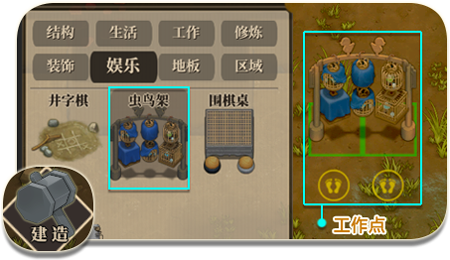 结构 生活 工作 修炼
装饰 娱乐 地板 区域
井字棋 虫鸟架 围棋桌
建造
工作点